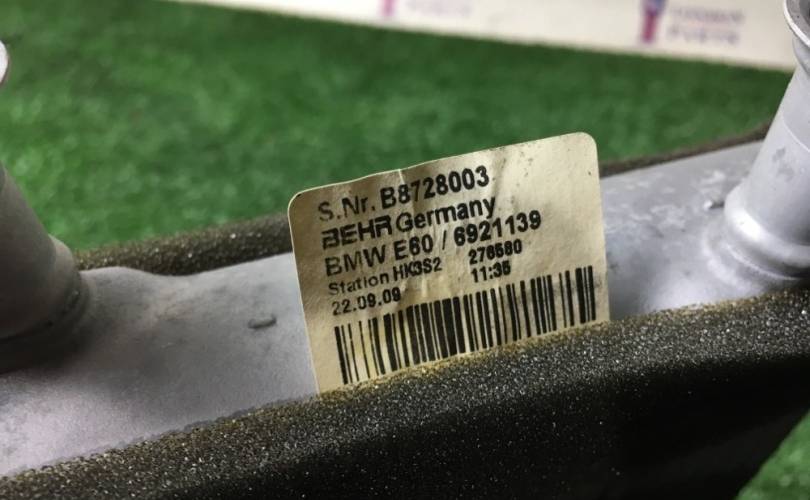 S.Nr. B8728003
BEHR Germany
BMW E60 / 6921139
Station HK3S2 276580
22.09.09 11:35